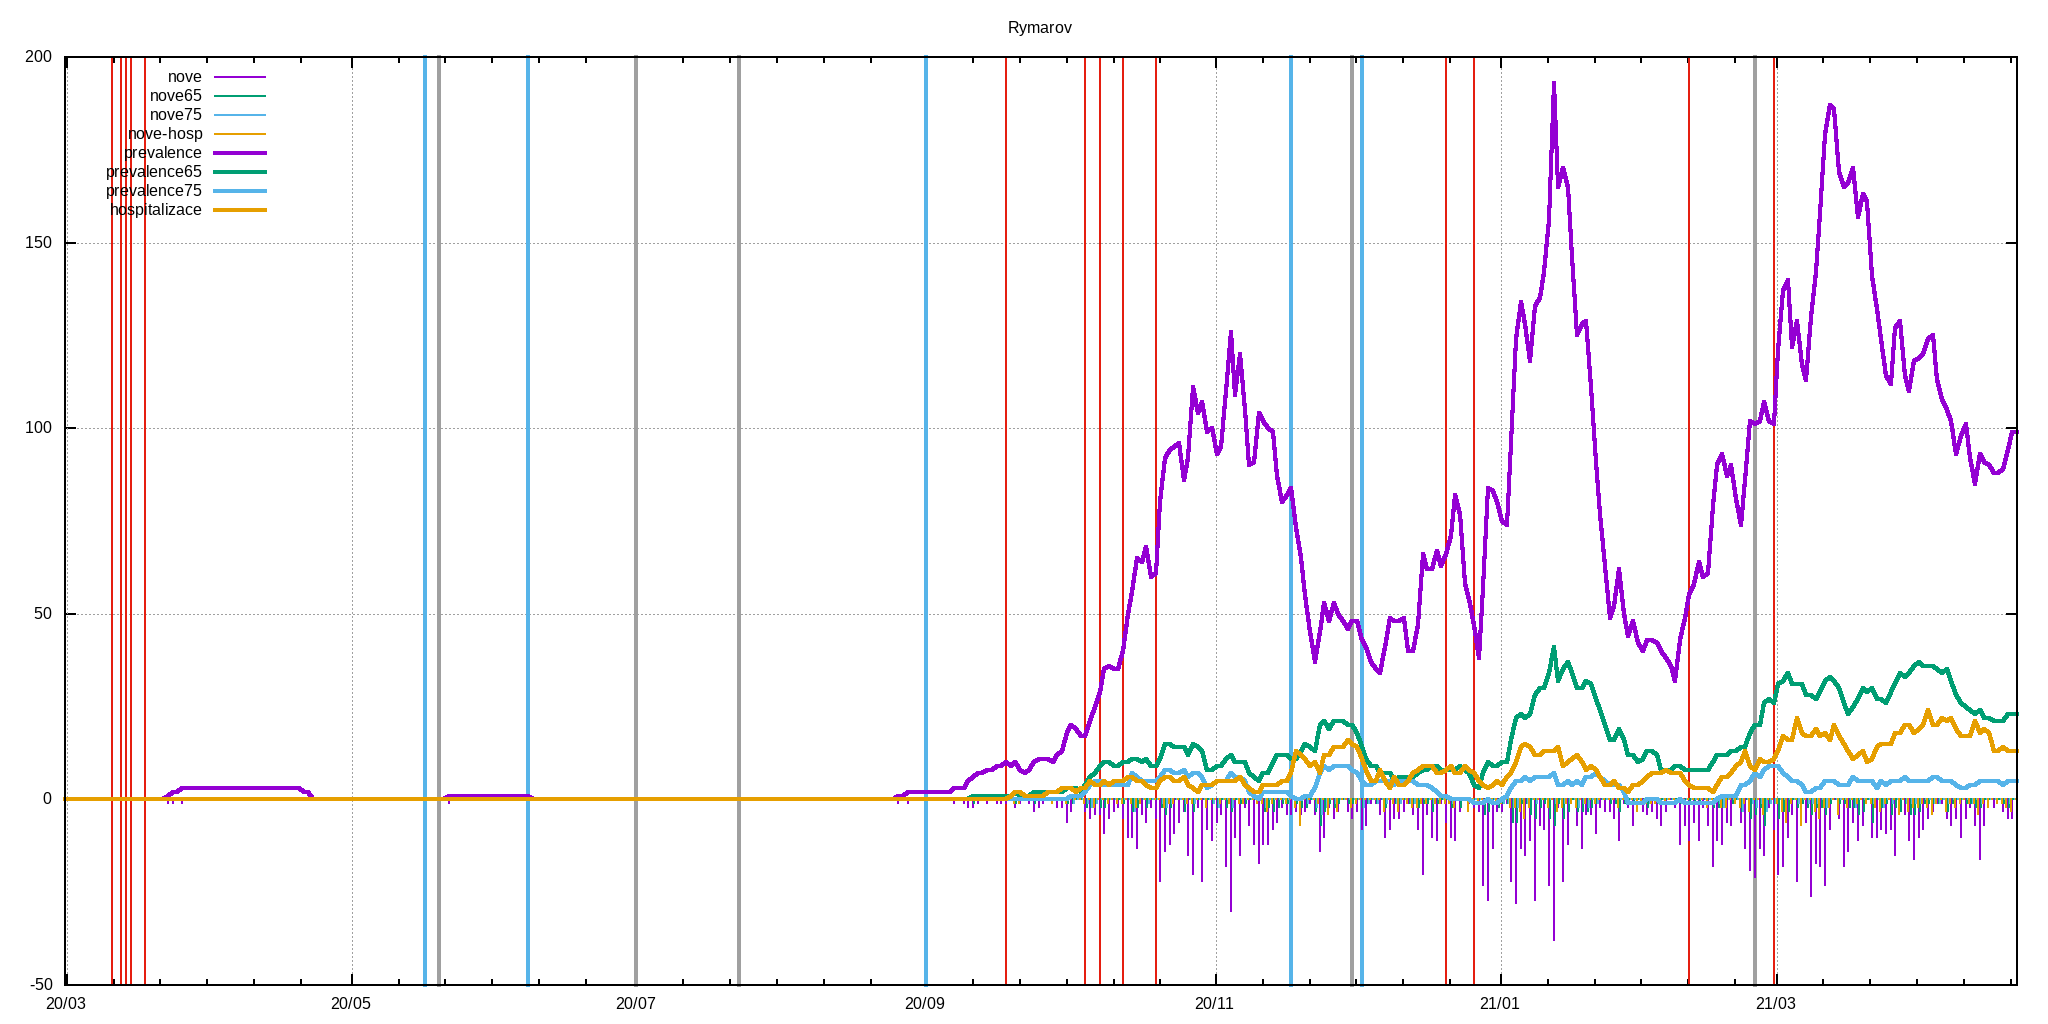 Rymarov
200
150
100
50
0
-50
nove
nove65
nove75
nove-hosp
prevalence
prevalence65
prevalence75
hospitalizace
20/03 20/05 20/07 20/09 20/11 21/01 21/03